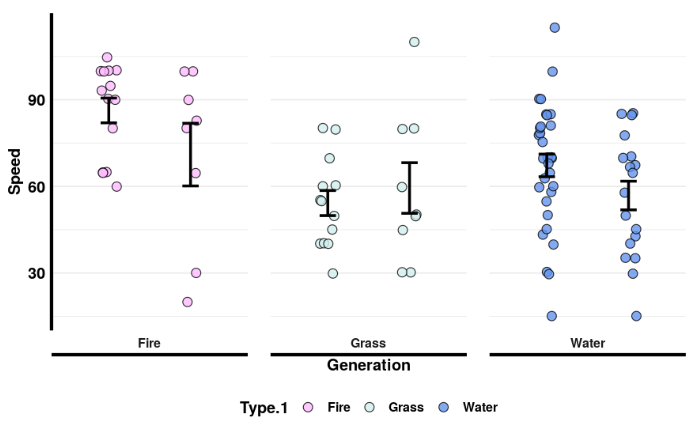 Speed
90
60
30
Fire
Grass
Water
Generation
Type.1 Fire Grass Water